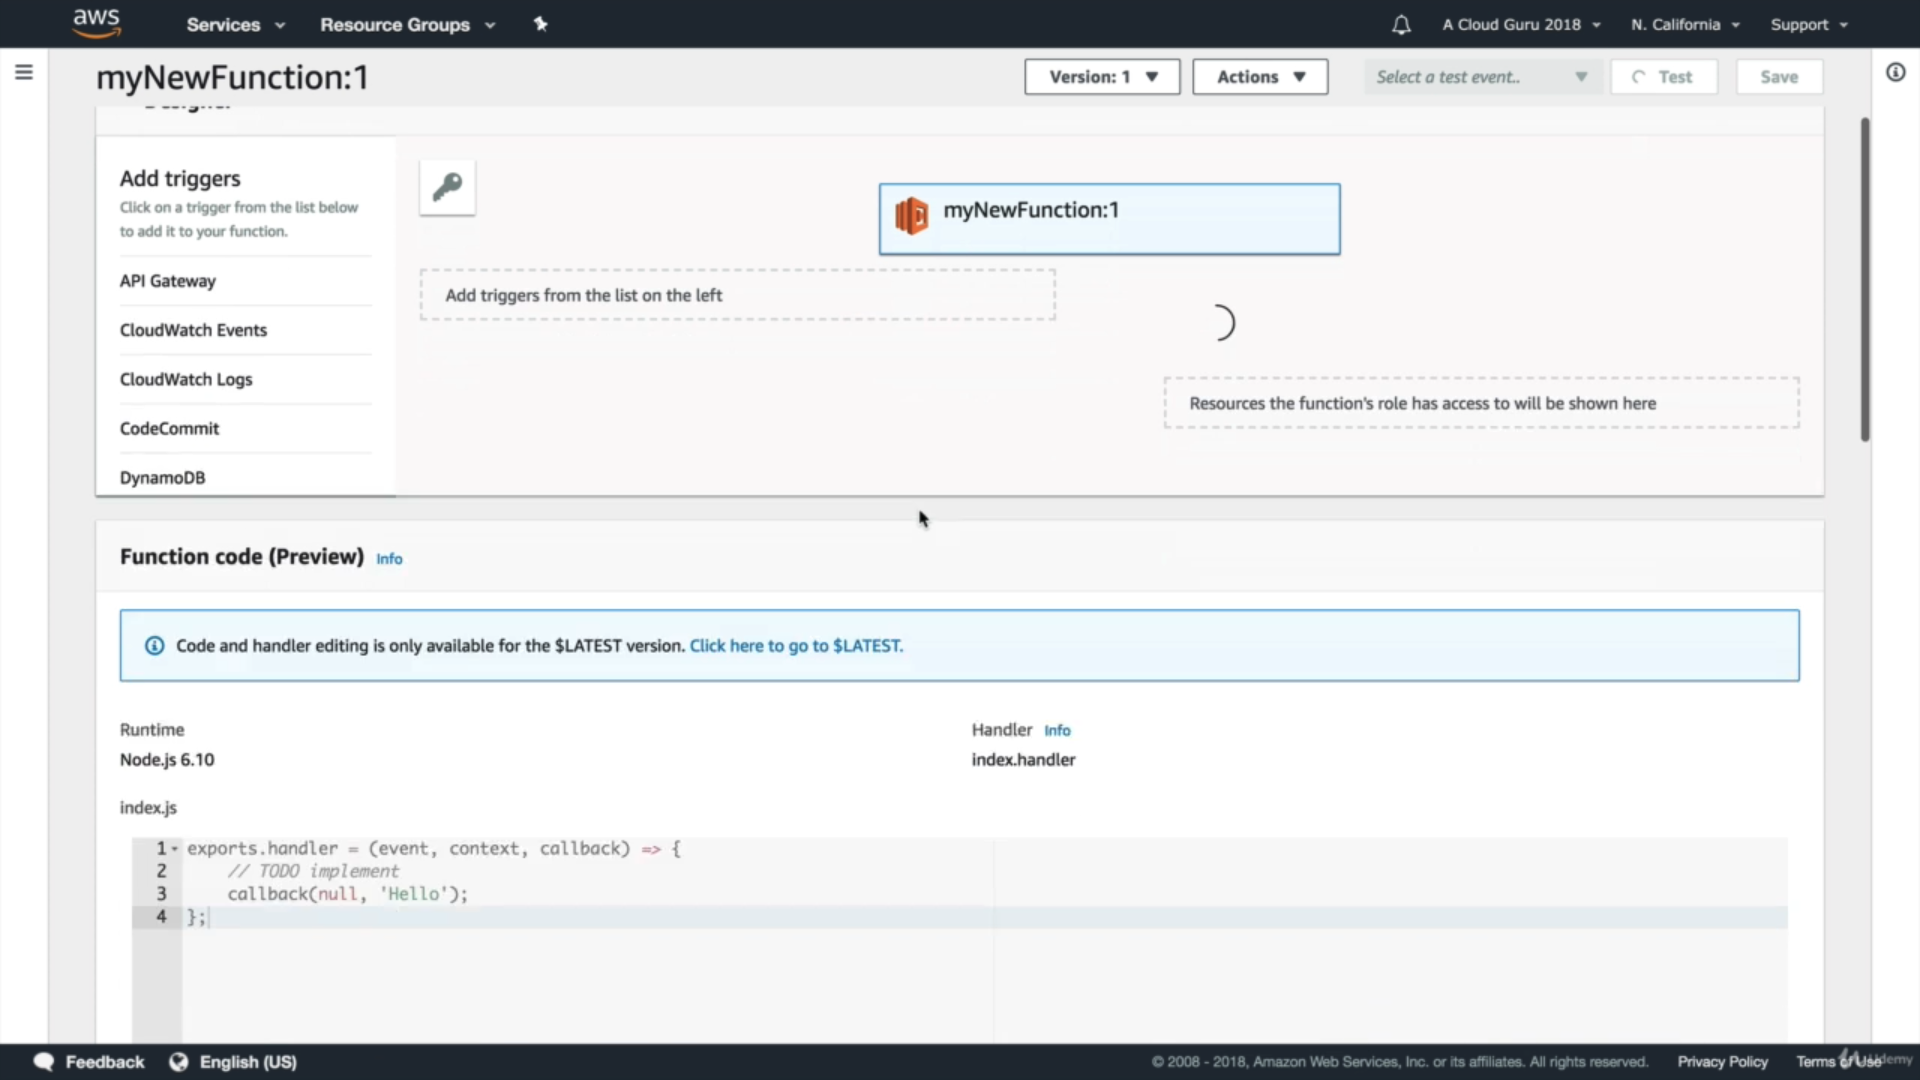 aws
Services
Resource Groups
A Cloud Guru 2018
N. California
Support
myNewFunction:1
Version: 1
Actions
Select a test event..
Test
Save
Designer
Add triggers
Click on a trigger from the list below
to add it to your function.
API Gateway
CloudWatch Events
CloudWatch Logs
CodeCommit
DynamoDB
myNewFunction:1
Add triggers from the list on the left
Resources the function's role has access to will be shown here
Function code (Preview) Info
Code and handler editing is only available for the $LATEST version. Click here to go to $LATEST.
Runtime
Node.js 6.10
Handler Info
index.handler
index.js
1 exports.handler = (event, context, callback) => {
2 // TODO implement
3 callback(null, 'Hello');
4 };
Feedback
English (US)
© 2008 - 2018, Amazon Web Services, Inc. or its affiliates. All rights reserved.
Privacy Policy
Terms of Use